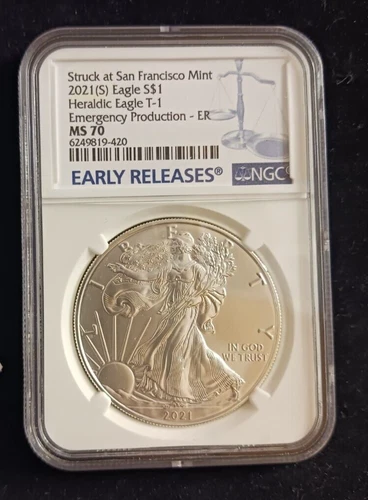 Struck at San Francisco Mint
2021(S) Eagle S$1
Heraldic Eagle T-1
Emergency Production - ER
MS 70
6249819-420
EARLY RELEASES®
NGC®
LIBERTY
IN GOD
WE TRUST
2021